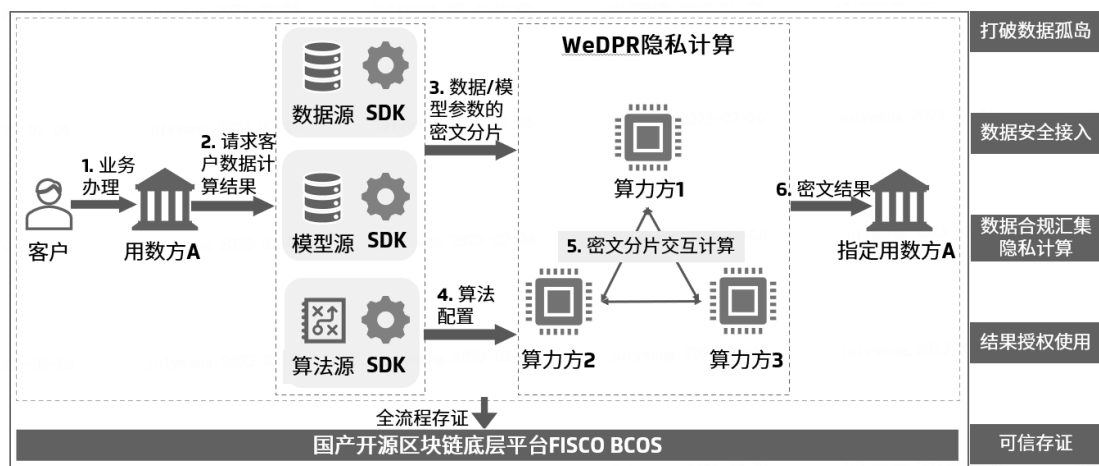 WeDPR隐私计算
数据源 SDK
模型源 SDK
算法源 SDK
1. 业务
办理
客户
用数方A
2. 请求客
户数据计
算结果
3. 数据/模
型参数的
密文分片
4. 算法
配置
算力方1
5. 密文分片交互计算
算力方2
算力方3
6. 密文结果
指定用数方A
全流程存证
国产开源区块链底层平台FISCO BCOS
打破数据孤岛
数据安全接入
数据合规汇集
隐私计算
结果授权使用
可信存证